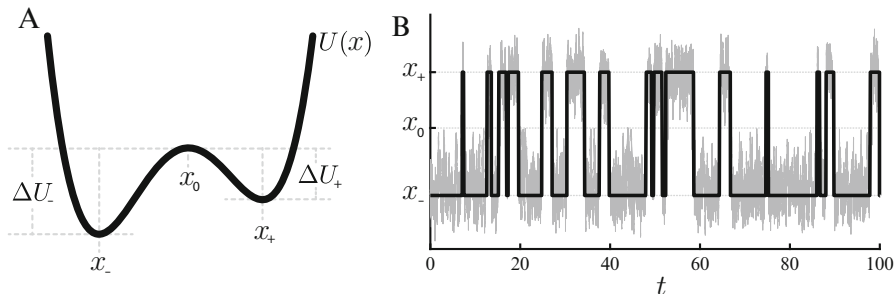 A
U(x)
ΔU₋
x₀
ΔU₊
x₋
x₊
B
x₊
x₀
x₋
0 20 40 60 80 100
t